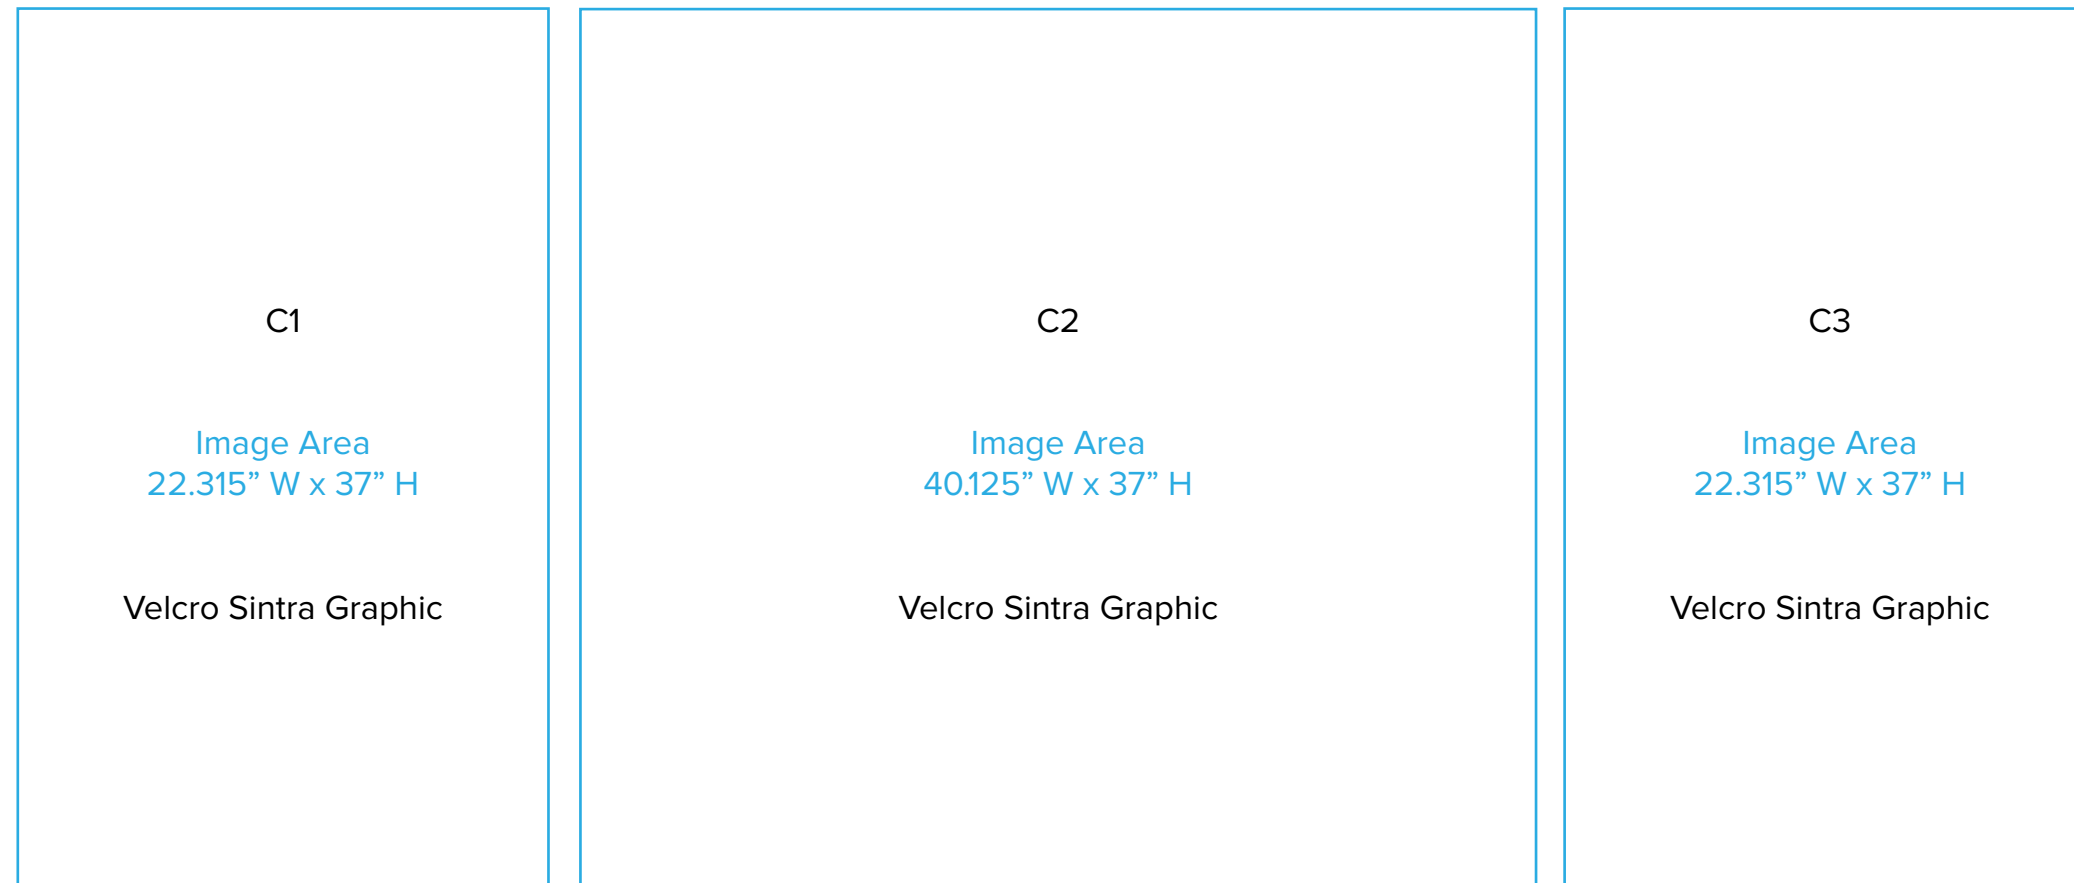 C1
Image Area
22.315” W x 37” H
Velcro Sintra Graphic
C2
Image Area
40.125” W x 37” H
Velcro Sintra Graphic
C3
Image Area
22.315” W x 37” H
Velcro Sintra Graphic